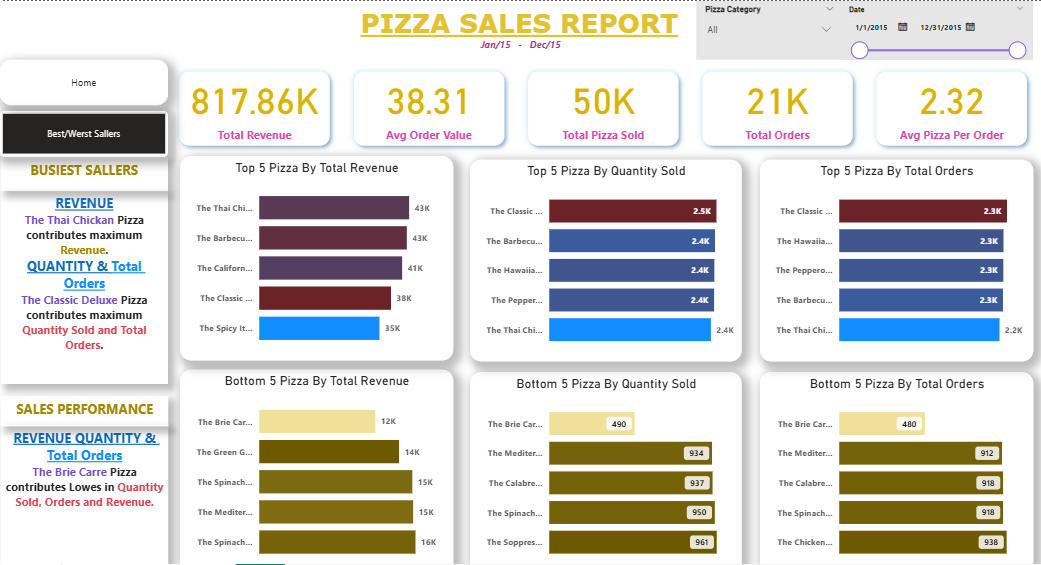 PIZZA SALES REPORT
Jan/15 - Dec/15
Pizza Category
All
Date
1/1/2015
12/31/2015
Home
Best/Werst Sallers
817.86K
Total Revenue
38.31
Avg Order Value
50K
Total Pizza Sold
21K
Total Orders
2.32
Avg Pizza Per Order
BUSIEST SALLERS
REVENUE
The Thai Chickan Pizza
contributes maximum
Revenue.
QUANTITY & Total
Orders
The Classic Deluxe Pizza
contributes maximum
Quantity Sold and Total
Orders.
SALES PERFORMANCE
REVENUE QUANTITY &
Total Orders
The Brie Carre Pizza
contributes Lowes in Quantity
Sold, Orders and Revenue.
Top 5 Pizza By Total Revenue
The Thai Chi... 43K
The Barbecu... 43K
The Californ... 41K
The Classic ... 38K
The Spicy It... 35K
Top 5 Pizza By Quantity Sold
The Classic ... 2.5K
The Barbecu... 2.4K
The Hawaiia... 2.4K
The Pepper... 2.4K
The Thai Chi... 2.4K
Top 5 Pizza By Total Orders
The Classic ... 2.3K
The Hawaiia... 2.3K
The Peppero... 2.3K
The Barbecu... 2.3K
The Thai Chi... 2.2K
Bottom 5 Pizza By Total Revenue
The Brie Car... 12K
The Green G... 14K
The Spinach... 15K
The Mediter... 15K
The Spinach... 16K
Bottom 5 Pizza By Quantity Sold
The Brie Car... 490
The Mediter... 934
The Calabre... 937
The Spinach... 950
The Soppres... 961
Bottom 5 Pizza By Total Orders
The Brie Car... 480
The Mediter... 912
The Calabre... 918
The Spinach... 918
The Chicken... 938